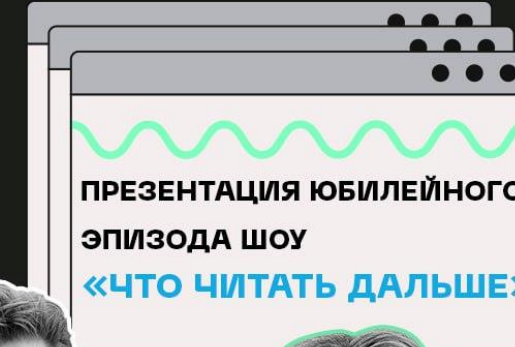 ПРЕЗЕНТАЦИЯ ЮБИЛЕЙНОГО
ЭПИЗОДА ШОУ
«ЧТО ЧИТАТЬ ДАЛЬШЕ»